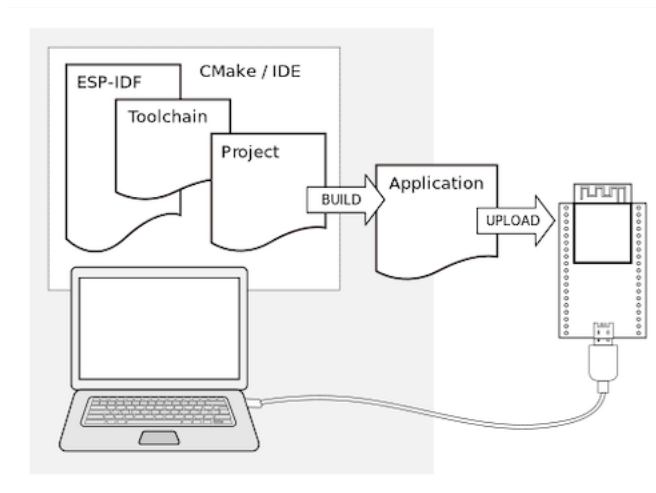 ESP-IDF
CMake / IDE
Toolchain
Project
BUILD
Application
UPLOAD